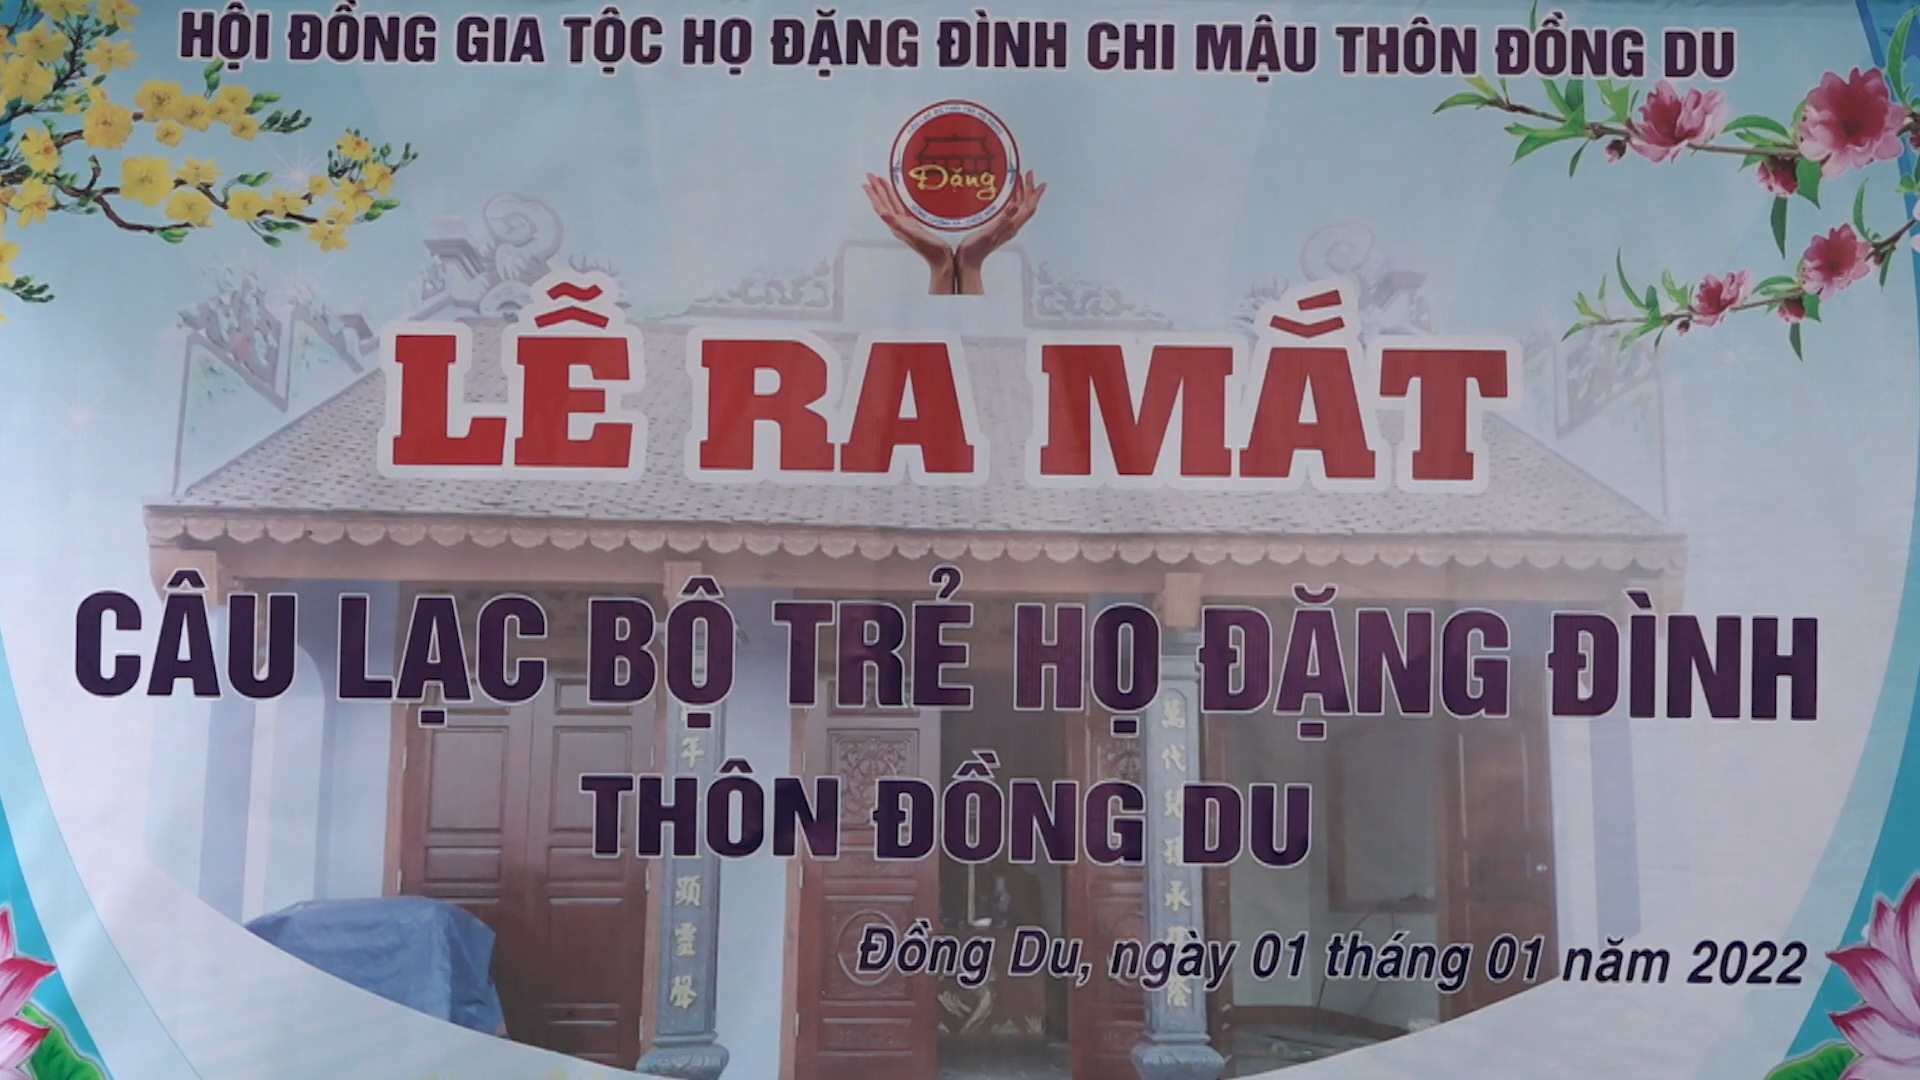 HỘI ĐỒNG GIA TỘC HỌ ĐẶNG ĐÌNH CHI MẬU THÔN ĐỒNG DU
Đặng
LỄ RA MẮT
CÂU LẠC BỘ TRẺ HỌ ĐẶNG ĐÌNH
THÔN ĐỒNG DU
Đồng Du, ngày 01 tháng 01 năm 2022